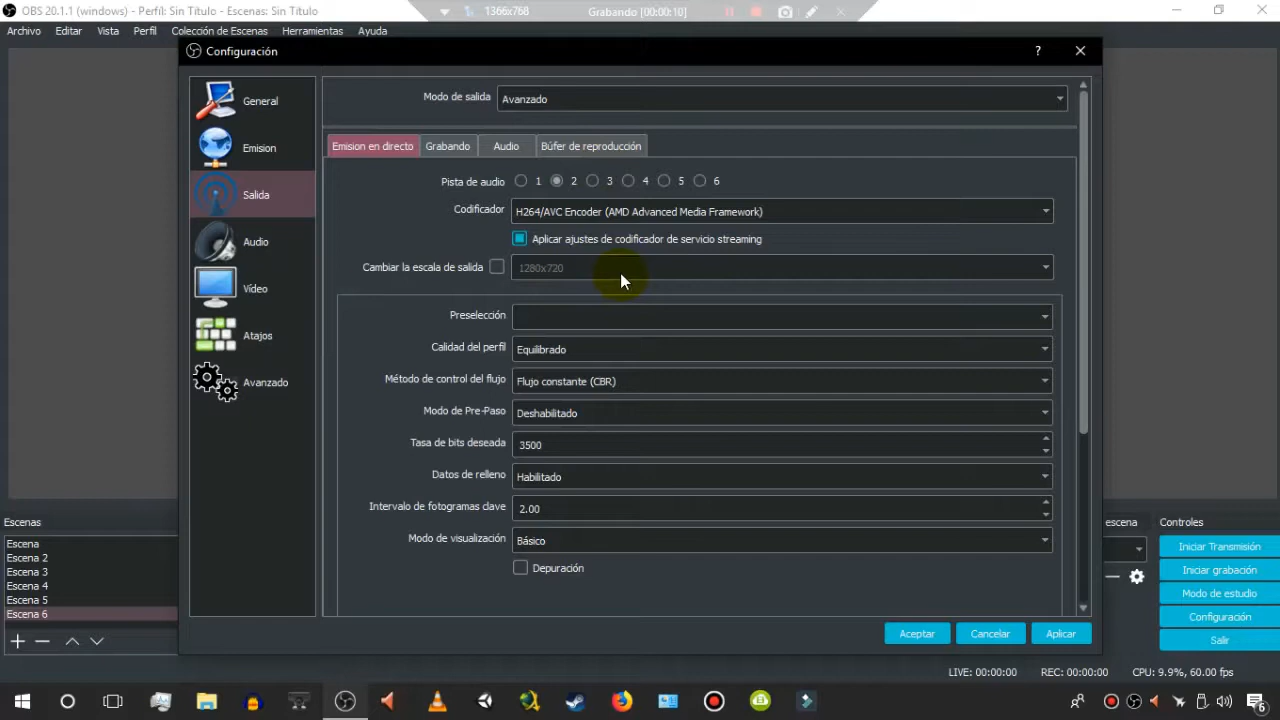 OBS 20.1.1 (windows) - Perfil: Sin Título - Escenas: Sin Título
1366x768
Grabando [00:00:10]
Archivo Editar Vista Perfil Colección de Escenas Herramientas Ayuda
Configuración
?
General
Emision
Salida
Audio
Vídeo
Atajos
Avanzado
Modo de salida Avanzado
Emision en directo Grabando Audio Búfer de reproducción
Pista de audio 1 2 3 4 5 6
Codificador H264/AVC Encoder (AMD Advanced Media Framework)
Aplicar ajustes de codificador de servicio streaming
Cambiar la escala de salida 1280x720
Preselección
Calidad del perfil Equilibrado
Método de control del flujo Flujo constante (CBR)
Modo de Pre-Paso Deshabilitado
Tasa de bits deseada 3500
Datos de relleno Habilitado
Intervalo de fotogramas clave 2.00
Modo de visualización Básico
Depuración
Aceptar Cancelar Aplicar
Escenas
Escena
Escena 2
Escena 3
Escena 4
Escena 5
Escena 6
escena
Controles
Iniciar Transmisión
Iniciar grabación
Modo de estudio
Configuración
Salir
LIVE: 00:00:00 REC: 00:00:00 CPU: 9.9%, 60.00 fps
6